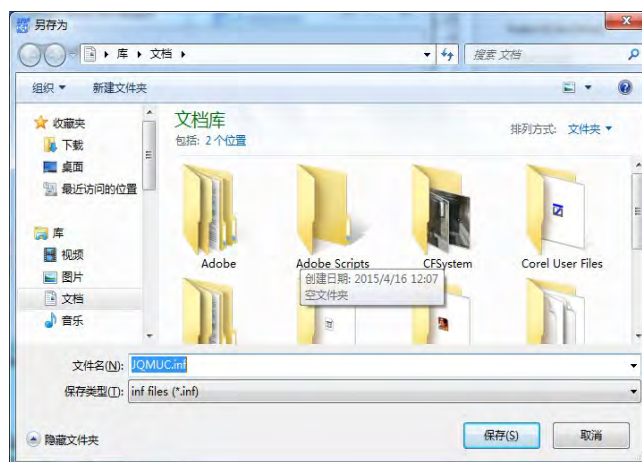 另存为
库 ▸ 文档 ▸
搜索 文档
组织 新建文件夹
收藏夹
下载
桌面
最近访问的位置
库
视频
图片
文档
音乐
文档库
包括: 2 个位置
排列方式: 文件夹
Adobe
Adobe Scripts
CFSystem
Corel User Files
创建日期: 2015/4/16 12:07
空文件夹
文件名(N): JQMUC.inf
保存类型(T): inf files (*.inf)
隐藏文件夹
保存(S)
取消